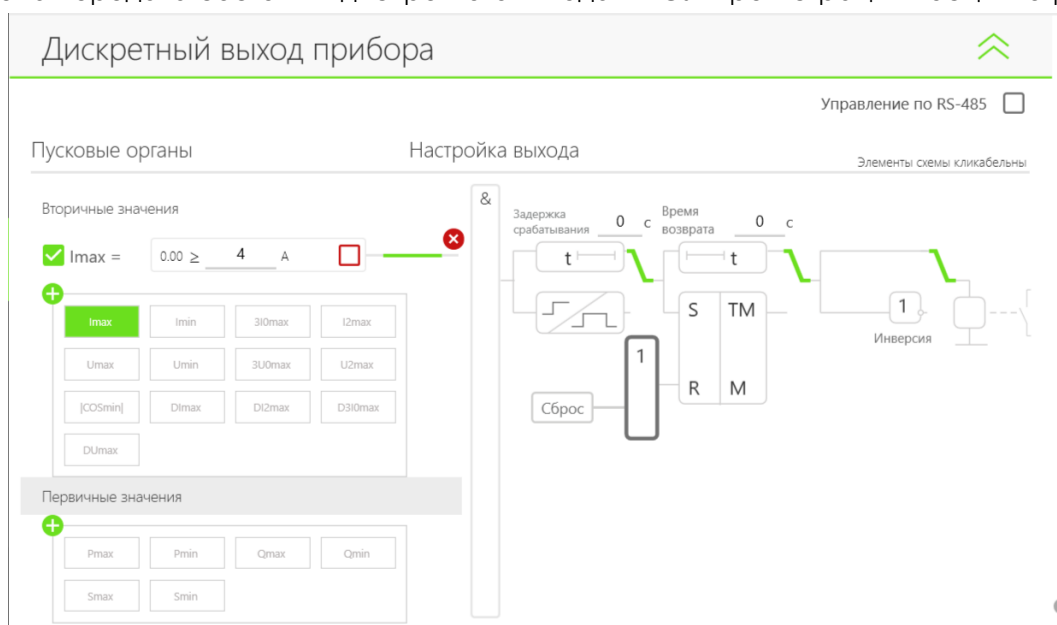 Дискретный выход прибора
Управление по RS-485
Пусковые органы
Настройка выхода
Элементы схемы кликабельны
Вторичные значения
Imax = 0.00 ≥ 4 А
Imax Imin 3I0max I2max
Umax Umin 3U0max U2max
|COSmin| DImax DI2max D3I0max
DUmax
Первичные значения
Pmax Pmin Qmax Qmin
Smax Smin
&
Задержка
срабатывания 0 с
Время
возврата 0 с
t
t
S TM
R M
1
Сброс
1
Инверсия